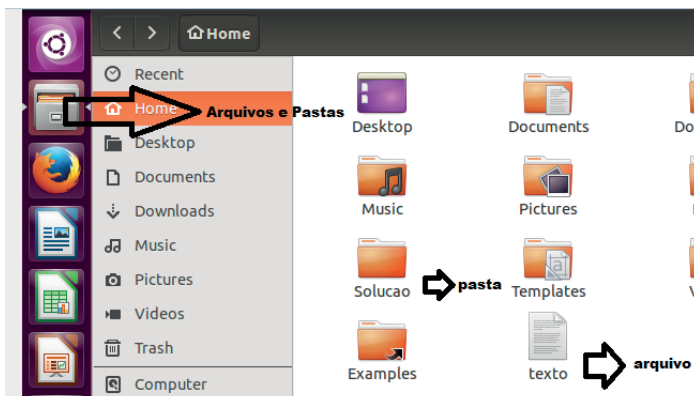 Home
Recent
Home
Arquivos e Pastas
Desktop
Documents
Downloads
Music
Pictures
Videos
Trash
Computer
Desktop
Documents
Do
Music
Pictures
Solucao
pasta
Templates
Examples
texto
arquivo